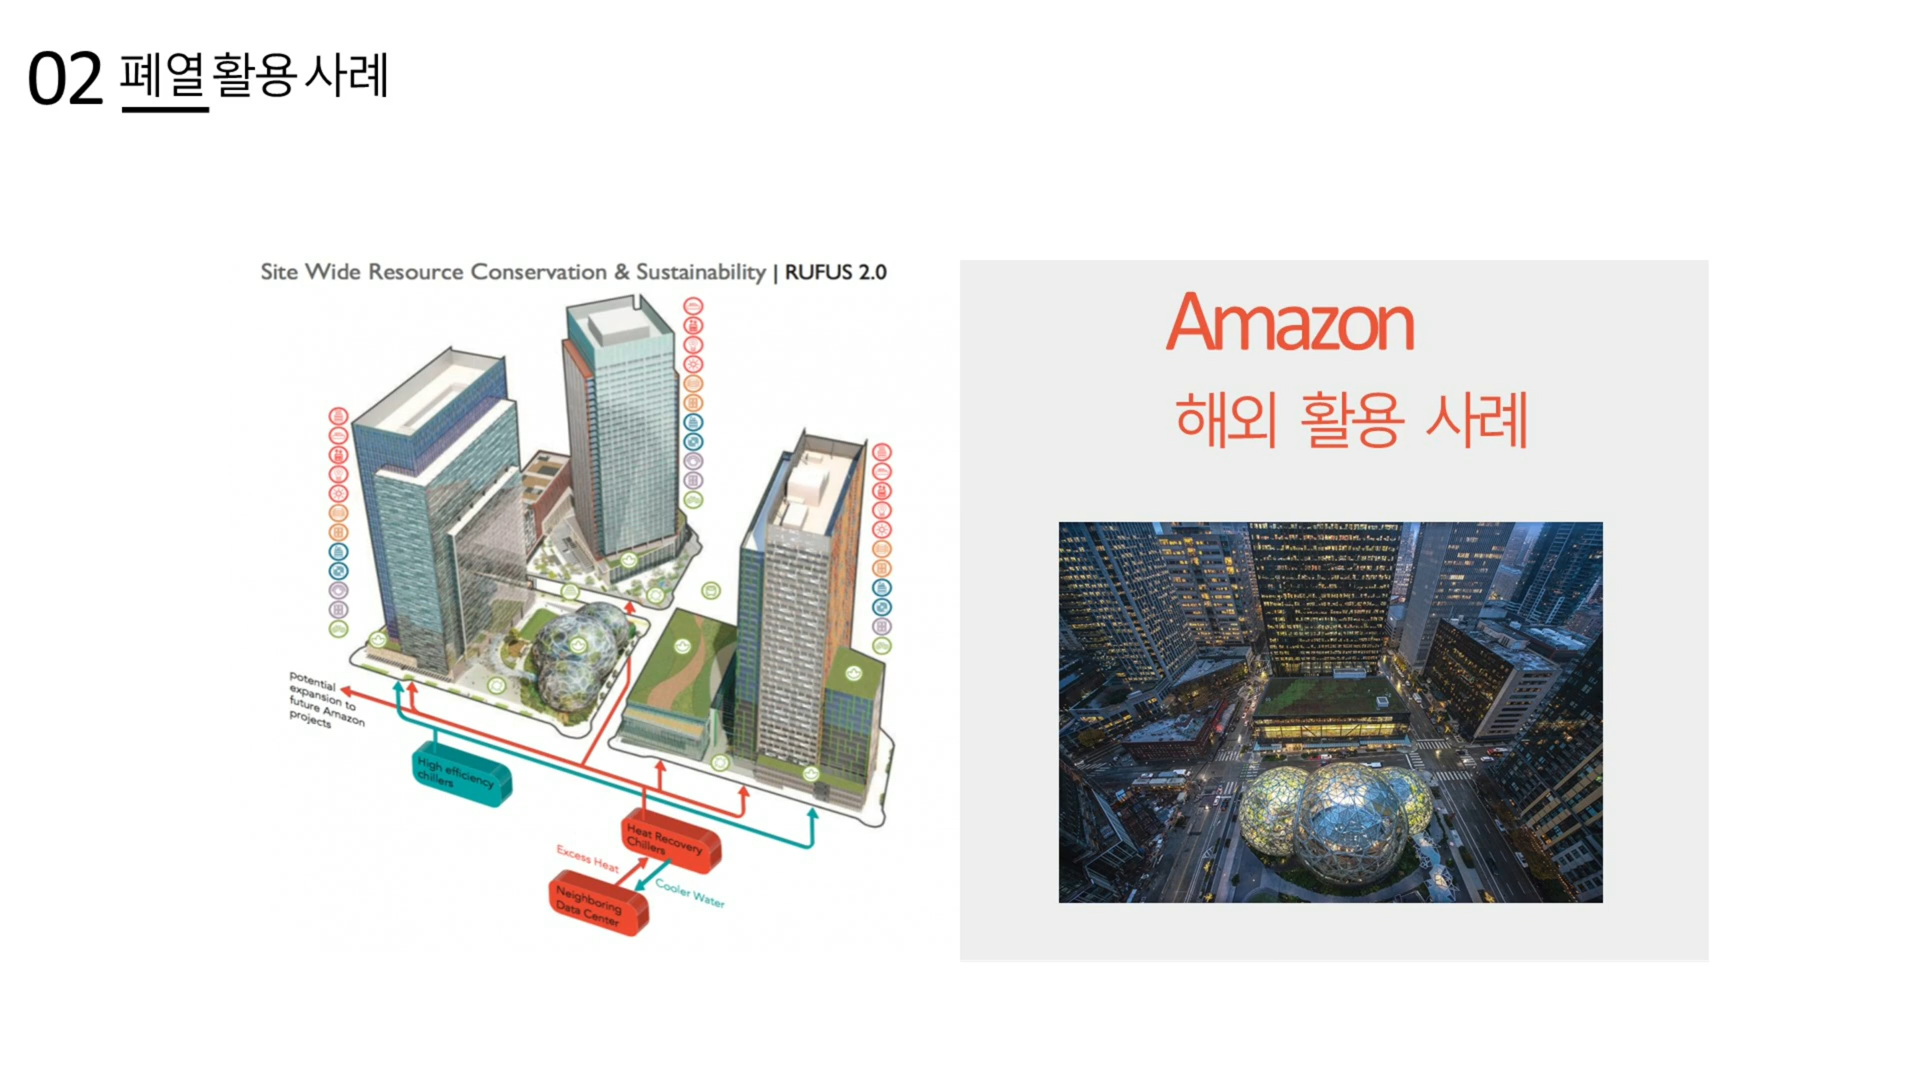 02 폐열 활용 사례
Site Wide Resource Conservation & Sustainability | RUFUS 2.0
Potential
expansion to
future Amazon
projects
High efficiency
chillers
Heat Recovery
Chillers
Excess Heat
Cooler Water
Neighboring
Data Center
Amazon
해외 활용 사례